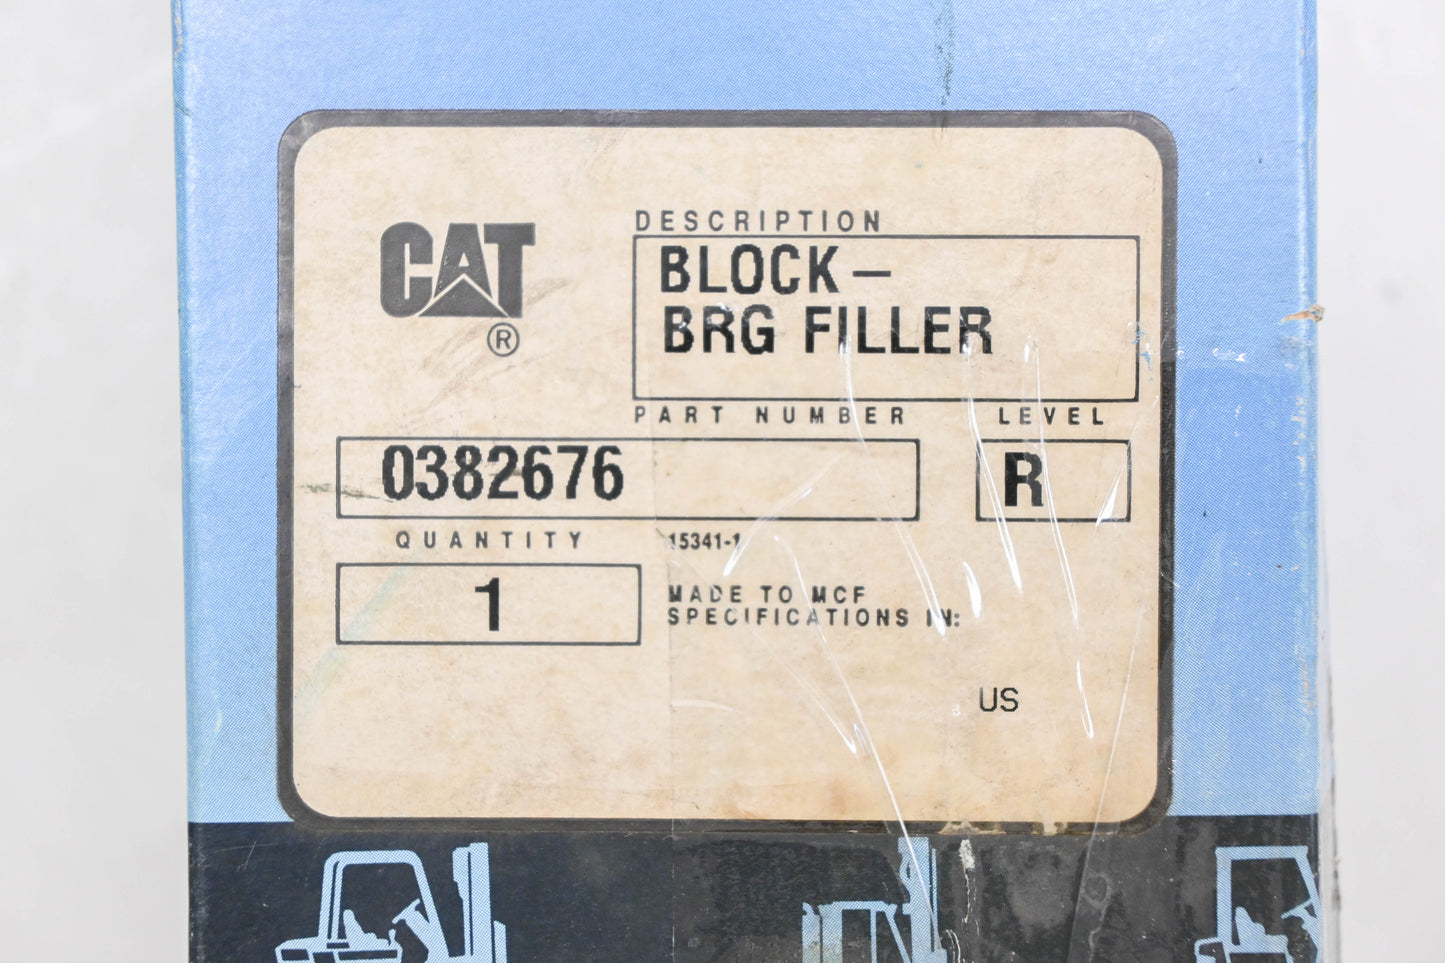 CAT
®
DESCRIPTION
BLOCK-
BRG FILLER
PART NUMBER LEVEL
0382676 R
QUANTITY 15341-1
1
MADE TO MCF
SPECIFICATIONS IN:
US